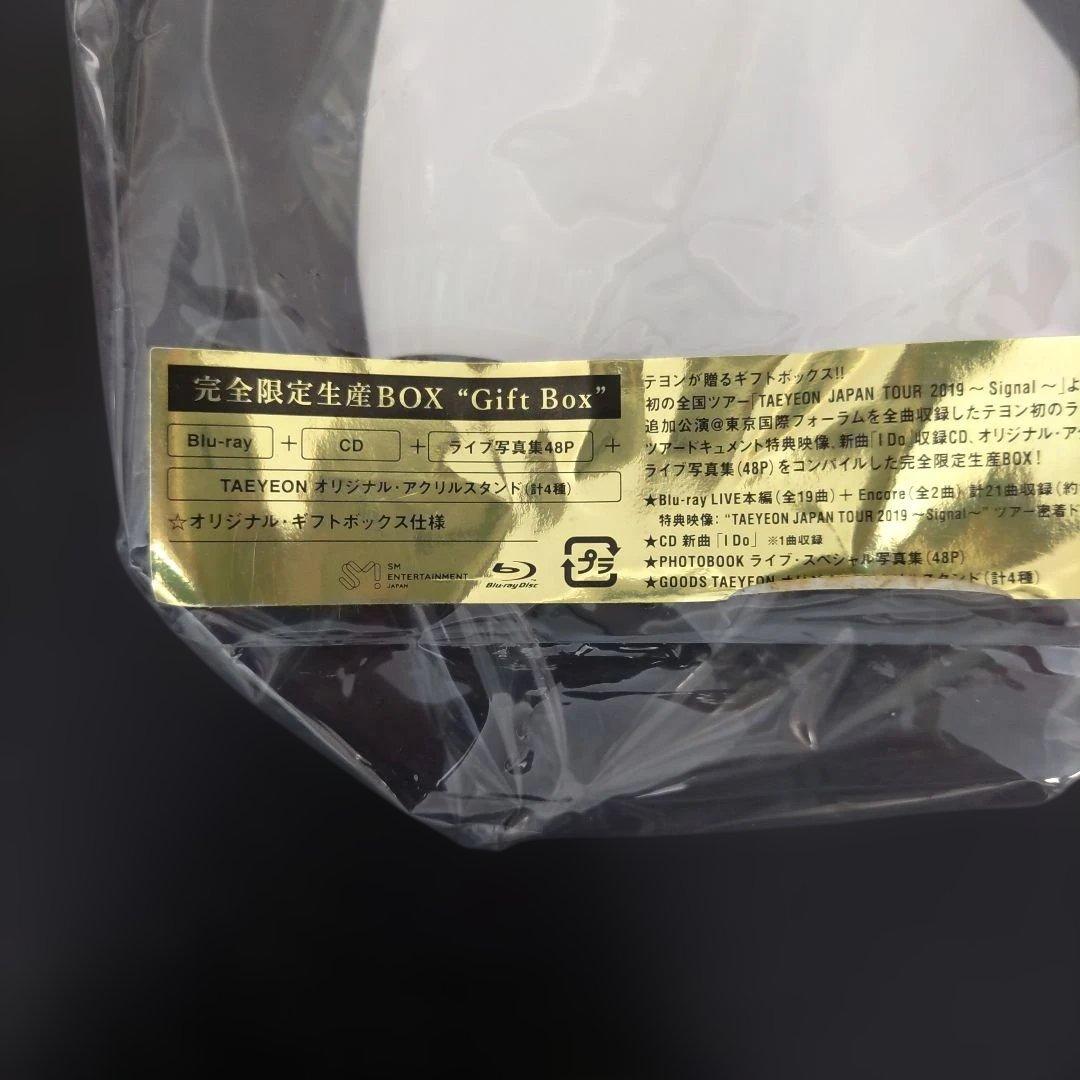 完全限定生産BOX “Gift Box”
Blu-ray + CD + ライブ写真集48P +
TAEYEON オリジナル・アクリルスタンド(計4種)
☆オリジナル・ギフトボックス仕様
SM
ENTERTAINMENT
JAPAN
Blu-ray Disc
プラ
テヨンが贈るギフトボックス!!
初の全国ツアー「TAEYEON JAPAN TOUR 2019 ～ Signal ～」よ
追加公演@東京国際フォーラムを全曲収録したテヨン初のラ
ツアードキュメント特典映像、新曲「I Do」収録CD、オリジナル・ア
ライブ写真集(48P)をコンパイルした完全限定生産BOX!
★Blu-ray LIVE本編(全19曲)+ Encore(全2曲) 計21曲収録(約
特典映像: “TAEYEON JAPAN TOUR 2019 ～Signal～” ツアー密着ド
★CD 新曲「I Do」 ※1曲収録
★PHOTOBOOK ライブ・スペシャル写真集(48P)
★GOODS TAEYEON スタンド(計4種)